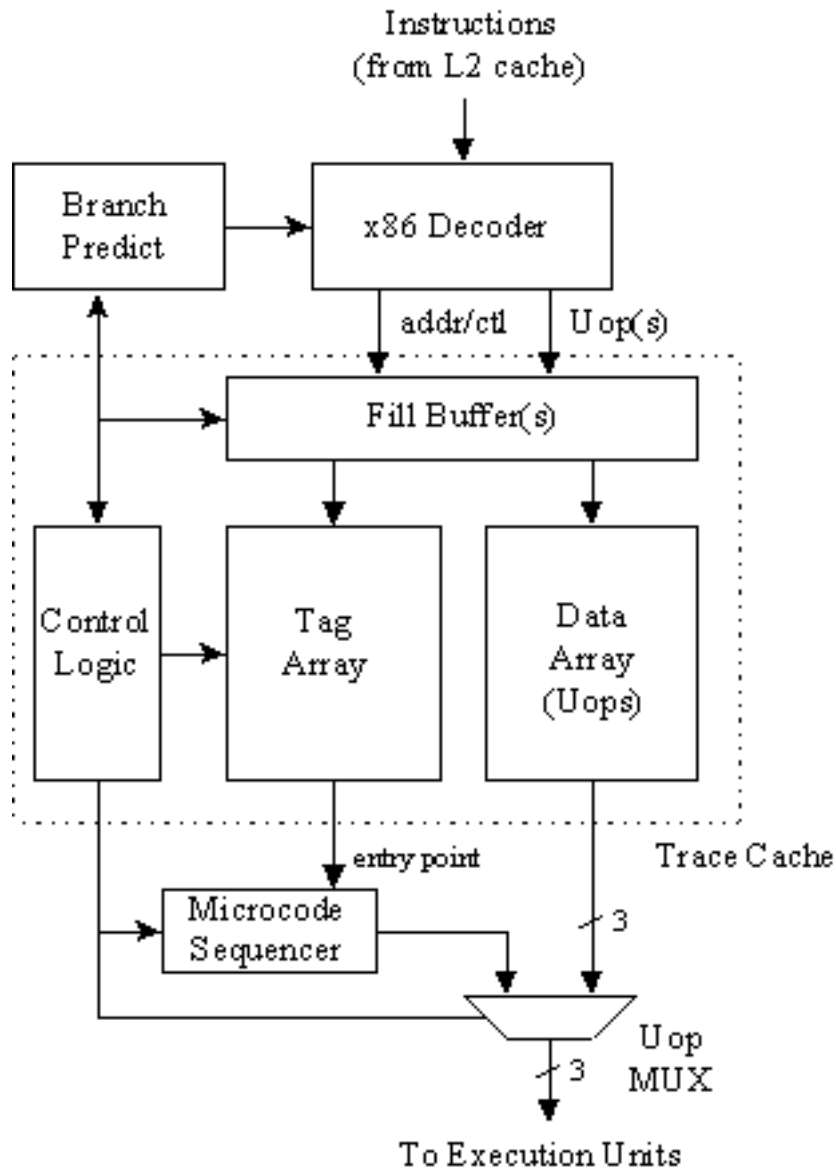 Instructions
(from L2 cache)
Branch
Predict
x86 Decoder
addr/ctl
Uop(s)
Fill Buffer(s)
Control
Logic
Tag
Array
Data
Array
(Uops)
entry point
Trace Cache
Microcode
Sequencer
3
Uop
MUX
3
To Execution Units